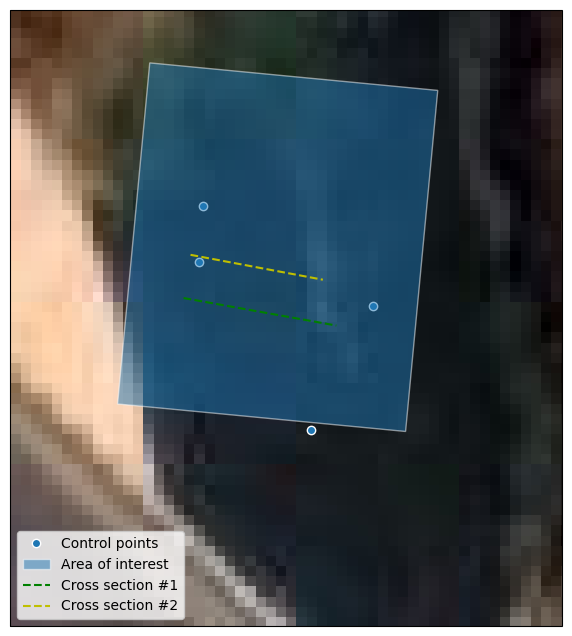 Control points
Area of interest
Cross section #1
Cross section #2